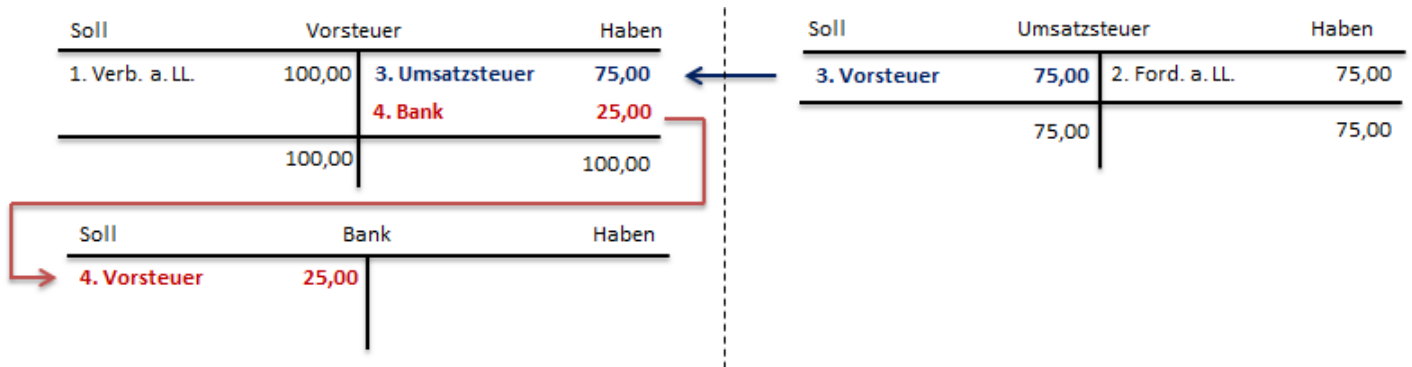 Soll Vorsteuer Haben
1. Verb. a. LL. 100,00 3. Umsatzsteuer 75,00
4. Bank 25,00
100,00 100,00
Soll Umsatzsteuer Haben
3. Vorsteuer 75,00 2. Ford. a. LL. 75,00
75,00 75,00
Soll Bank Haben
4. Vorsteuer 25,00